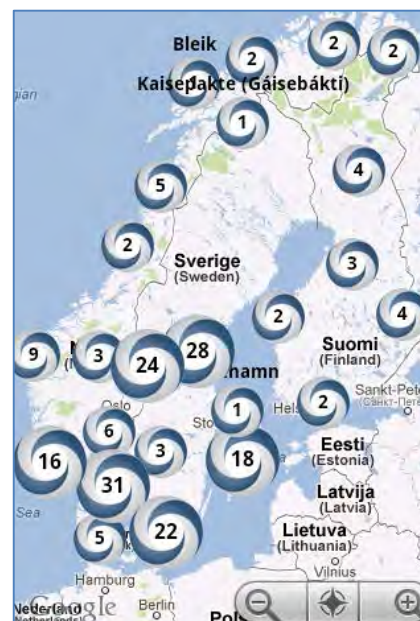 Bleik
2
2
2
Kaisepakte (Gáisebákti)
1
4
5
2
Sverige
(Sweden)
3
2
4
9
3
24
28
Suomi
(Finland)
Oslo
1
2
6
3
16
18
Eesti
(Estonia)
31
Latvija
(Latvia)
Sea
22
Lietuva
(Lithuania)
5
Vilnius
Hamburg
Nederland
(Netherlands)
Google
Berlin